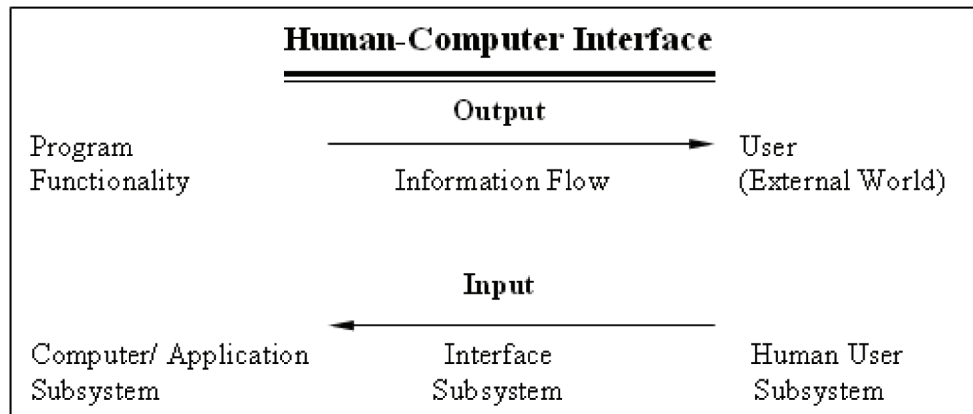 Human-Computer Interface
Output
Program
Functionality
Information Flow
User
(External World)
Input
Computer/ Application
Subsystem
Interface
Subsystem
Human User
Subsystem